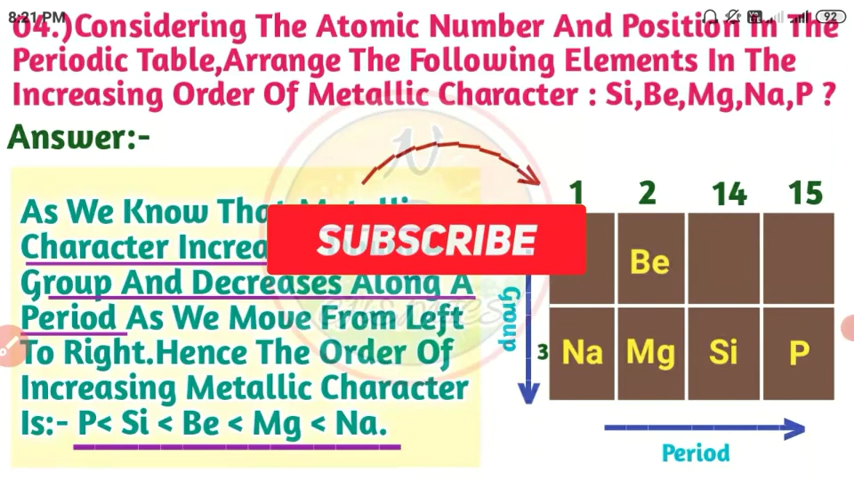 8:21 PM
92
04.)Considering The Atomic Number And Position In The
Periodic Table,Arrange The Following Elements In The
Increasing Order Of Metallic Character : Si,Be,Mg,Na,P ?
Answer:-
1 2 14 15
As We Know That
SUBSCRIBE
Character
Be
Group And Decreases Along A
Group
Period As We Move From Left
3 Na Mg Si P
To Right.Hence The Order Of
Increasing Metallic Character
Is:- P< Si < Be < Mg < Na.
Period